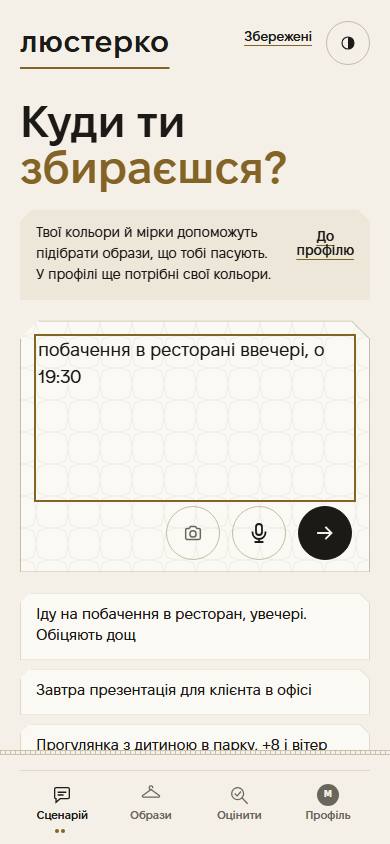 люстерко
Збережені
Куди ти
збираєшся?
Твої кольори й мірки допоможуть
підібрати образи, що тобі пасують.
У профілі ще потрібні свої кольори.
До
профілю
побачення в ресторані ввечері, о
19:30
Іду на побачення в ресторан, увечері.
Обіцяють дощ
Завтра презентація для клієнта в офісі
Прогулянка з дитиною в парку, +8 і вітер
Сценарій
Образи
Оцінити
М
Профіль